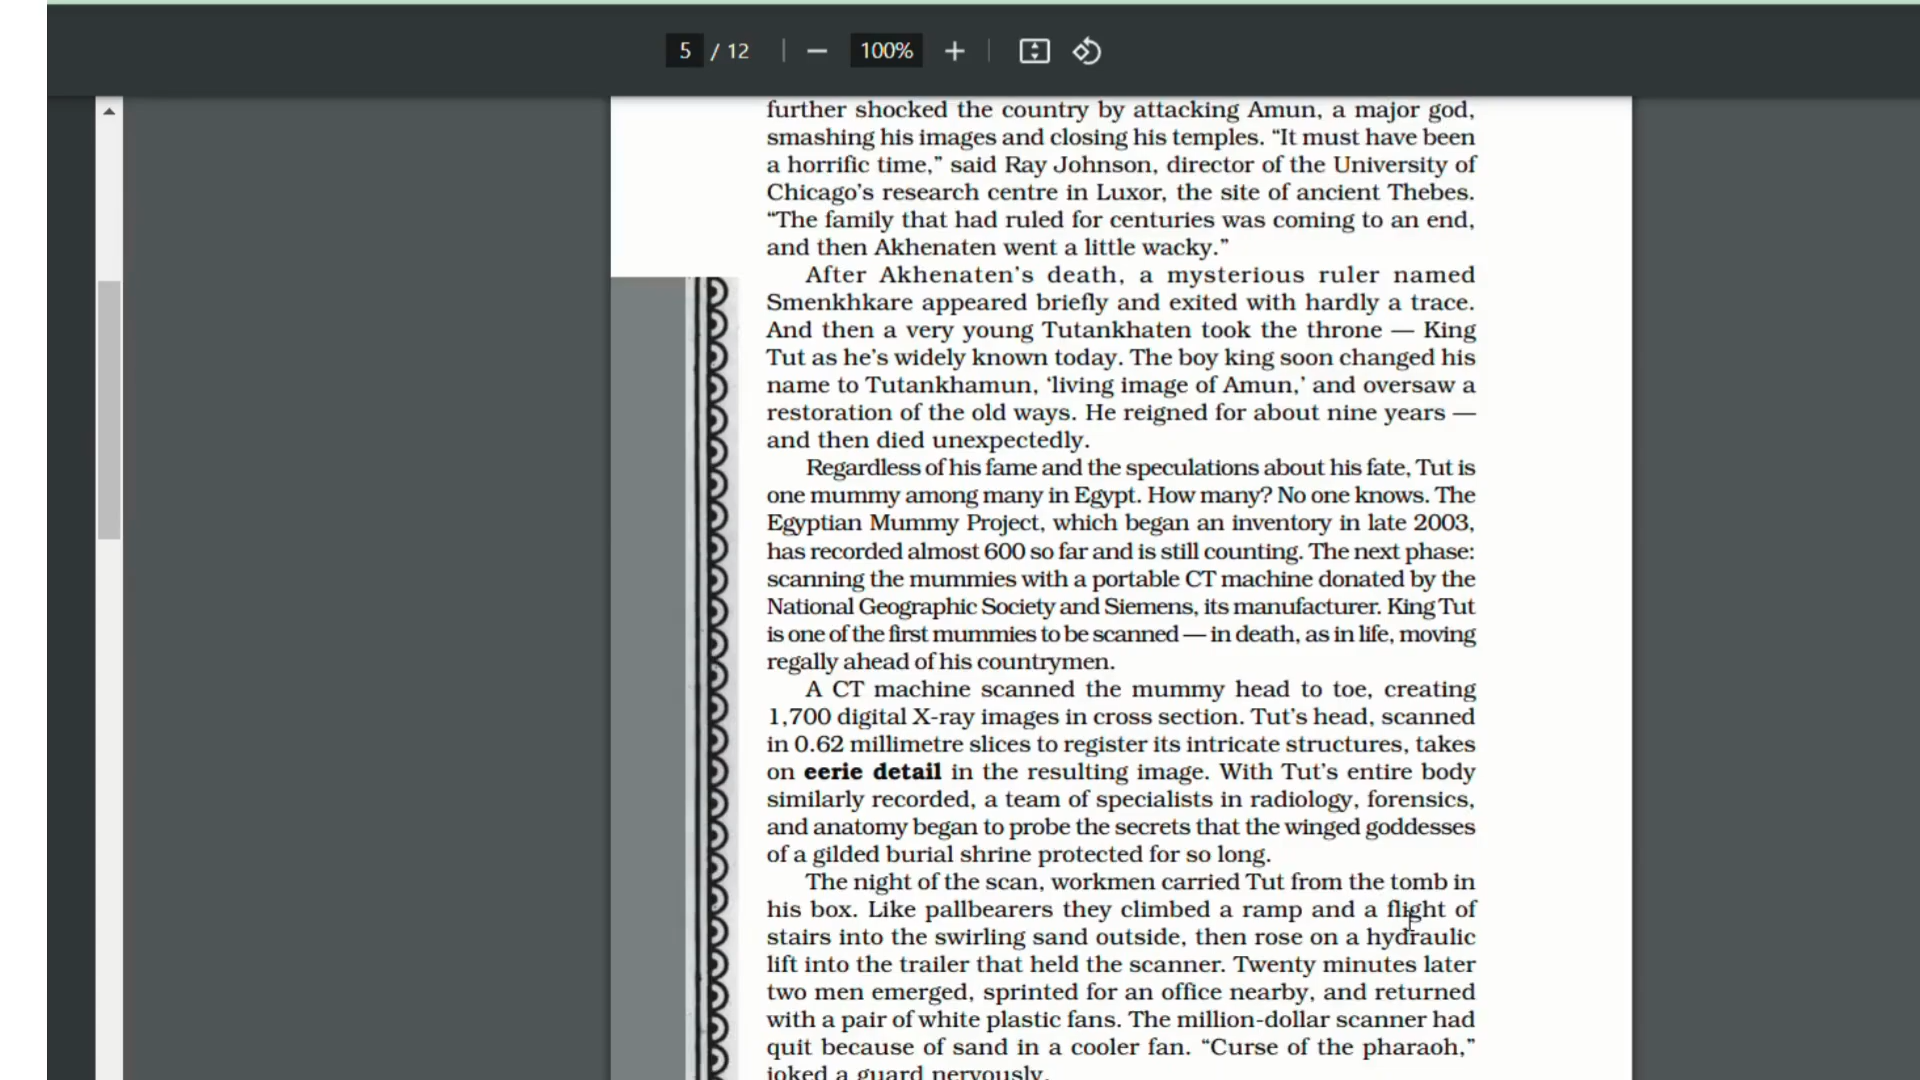 5 / 12 — 100% +
further shocked the country by attacking Amun, a major god,
smashing his images and closing his temples. “It must have been
a horrific time,” said Ray Johnson, director of the University of
Chicago’s research centre in Luxor, the site of ancient Thebes.
“The family that had ruled for centuries was coming to an end,
and then Akhenaten went a little wacky.”
After Akhenaten’s death, a mysterious ruler named
Smenkhkare appeared briefly and exited with hardly a trace.
And then a very young Tutankhaten took the throne — King
Tut as he’s widely known today. The boy king soon changed his
name to Tutankhamun, ‘living image of Amun,’ and oversaw a
restoration of the old ways. He reigned for about nine years —
and then died unexpectedly.
Regardless of his fame and the speculations about his fate, Tut is
one mummy among many in Egypt. How many? No one knows. The
Egyptian Mummy Project, which began an inventory in late 2003,
has recorded almost 600 so far and is still counting. The next phase:
scanning the mummies with a portable CT machine donated by the
National Geographic Society and Siemens, its manufacturer. King Tut
is one of the first mummies to be scanned — in death, as in life, moving
regally ahead of his countrymen.
A CT machine scanned the mummy head to toe, creating
1,700 digital X-ray images in cross section. Tut’s head, scanned
in 0.62 millimetre slices to register its intricate structures, takes
on eerie detail in the resulting image. With Tut’s entire body
similarly recorded, a team of specialists in radiology, forensics,
and anatomy began to probe the secrets that the winged goddesses
of a gilded burial shrine protected for so long.
The night of the scan, workmen carried Tut from the tomb in
his box. Like pallbearers they climbed a ramp and a flight of
stairs into the swirling sand outside, then rose on a hydraulic
lift into the trailer that held the scanner. Twenty minutes later
two men emerged, sprinted for an office nearby, and returned
with a pair of white plastic fans. The million-dollar scanner had
quit because of sand in a cooler fan. “Curse of the pharaoh,”
joked a guard nervously.